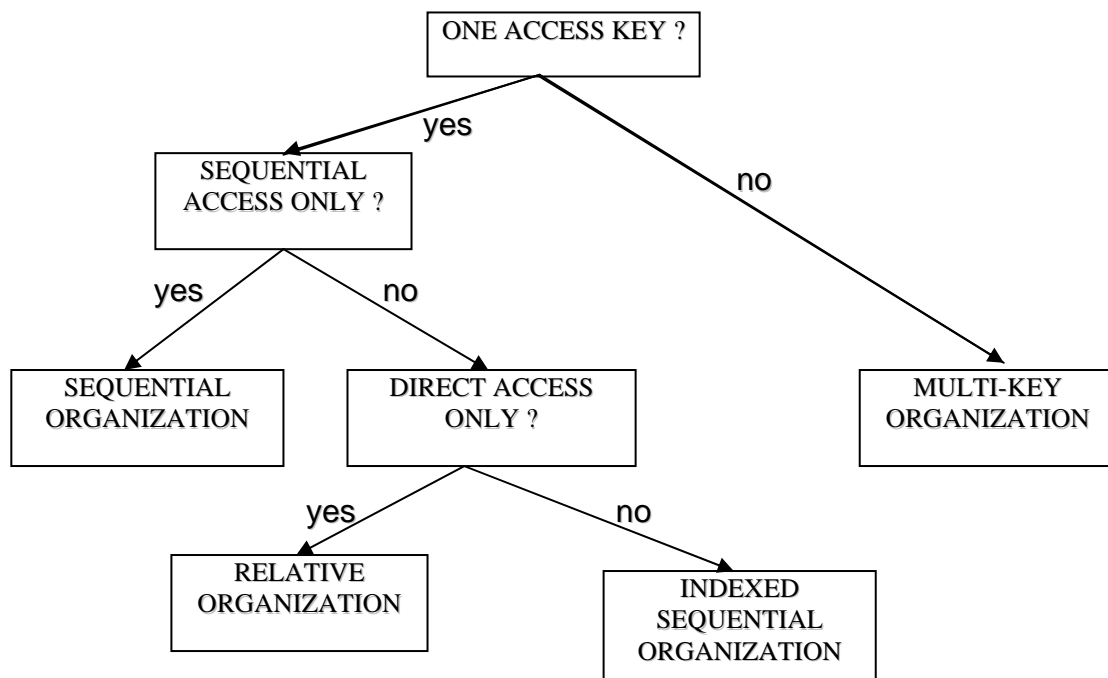 ONE ACCESS KEY ?
yes
no
SEQUENTIAL
ACCESS ONLY ?
yes
no
SEQUENTIAL
ORGANIZATION
DIRECT ACCESS
ONLY ?
MULTI-KEY
ORGANIZATION
yes
no
RELATIVE
ORGANIZATION
INDEXED
SEQUENTIAL
ORGANIZATION